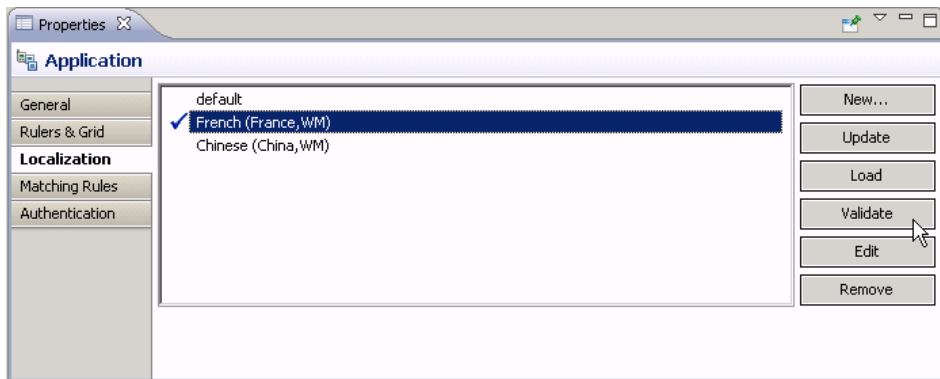 Properties
Application
General
Rulers & Grid
Localization
Matching Rules
Authentication
default
French (France,WM)
Chinese (China,WM)
New...
Update
Load
Validate
Edit
Remove